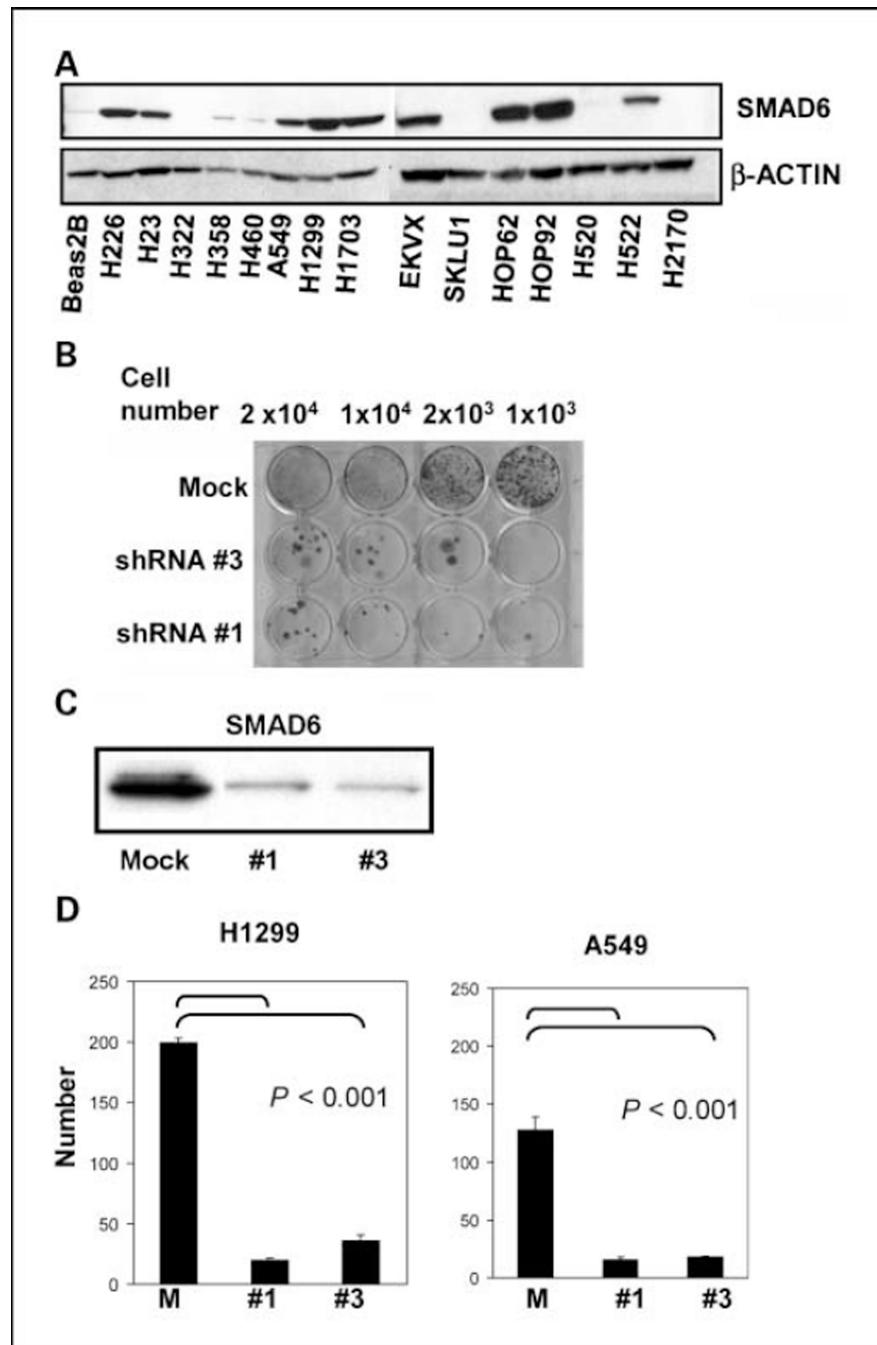 A
SMAD6
β-ACTIN
Beas2B
H226
H23
H322
H358
H460
A549
H1299
H1703
EKVX
SKLU1
HOP62
HOP92
H520
H522
H2170
B
Cell
number 2 x10⁴ 1x10⁴ 2x10³ 1x10³
Mock
shRNA #3
shRNA #1
C
SMAD6
Mock #1 #3
D
H1299
Number
250
200
150
100
50
0
P < 0.001
M #1 #3
A549
250
200
150
100
50
0
P < 0.001
M #1 #3